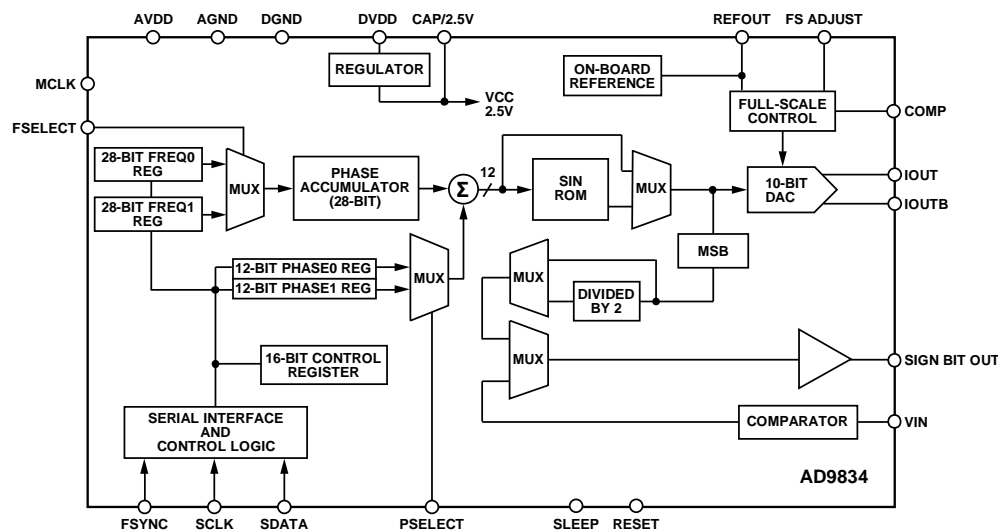 AVDD
AGND
DGND
DVDD
CAP/2.5V
REFOUT
FS ADJUST
MCLK
FSELECT
REGULATOR
VCC
2.5V
ON-BOARD
REFERENCE
FULL-SCALE
CONTROL
COMP
28-BIT FREQ0
REG
28-BIT FREQ1
REG
MUX
PHASE
ACCUMULATOR
(28-BIT)
Σ
12
SIN
ROM
MUX
10-BIT
DAC
IOUT
IOUTB
MSB
12-BIT PHASE0 REG
12-BIT PHASE1 REG
MUX
MUX
DIVIDED
BY 2
MUX
SIGN BIT OUT
16-BIT CONTROL
REGISTER
SERIAL INTERFACE
AND
CONTROL LOGIC
COMPARATOR
VIN
AD9834
FSYNC
SCLK
SDATA
PSELECT
SLEEP
RESET